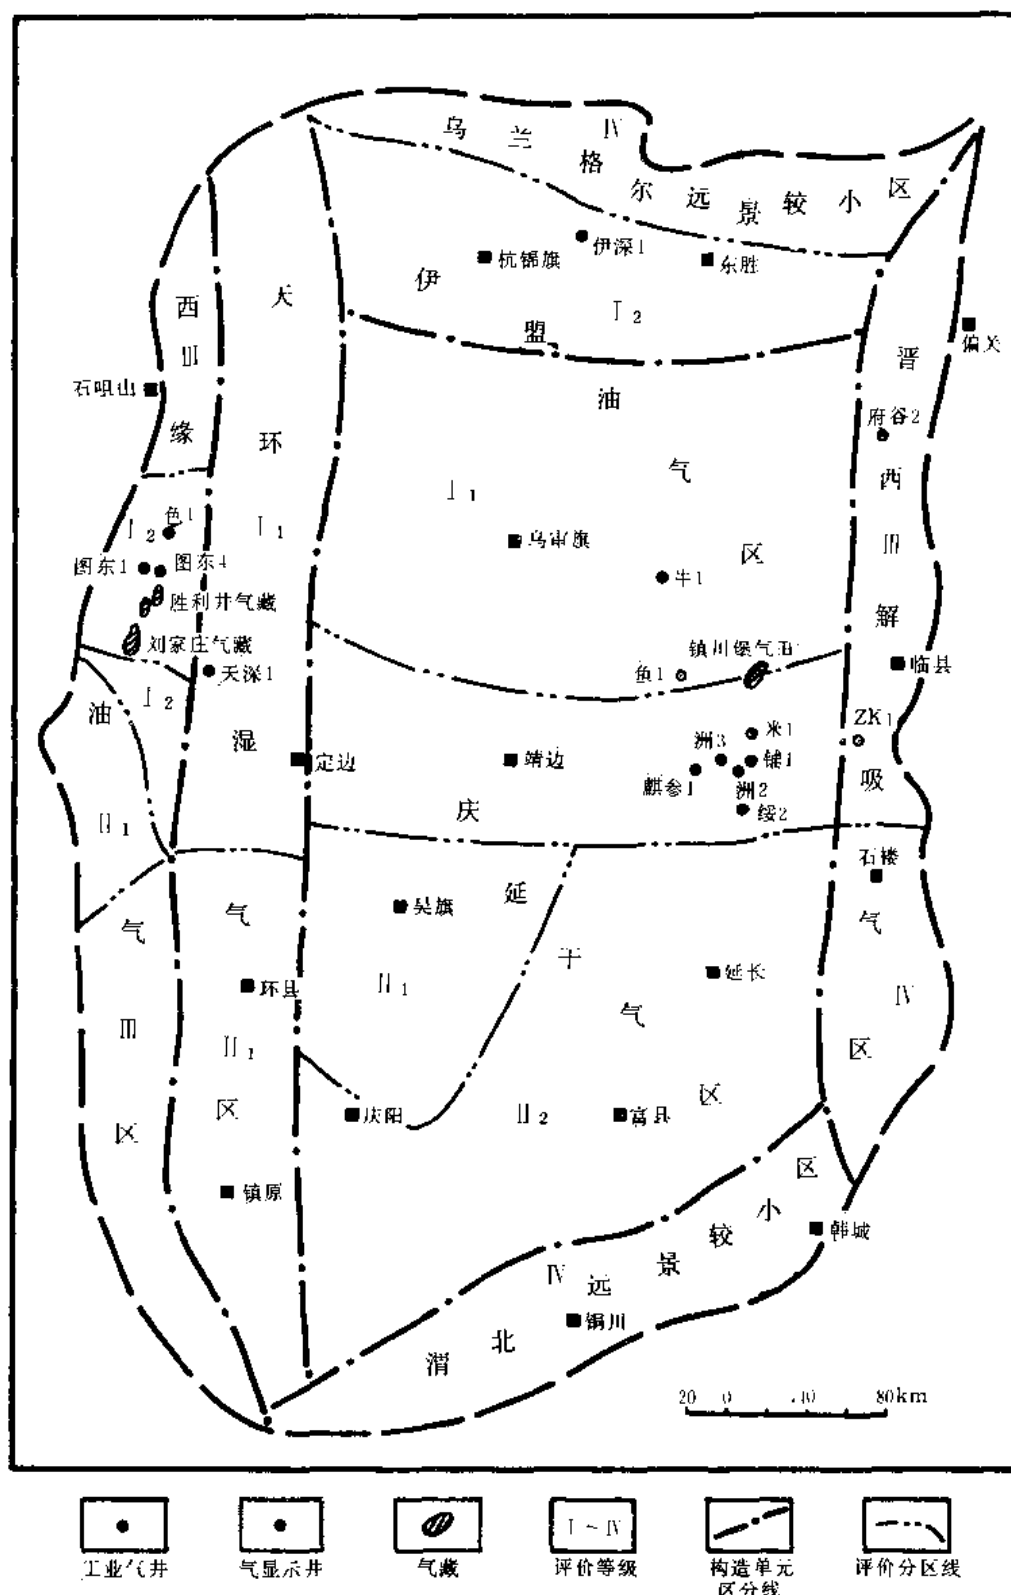 乌兰格尔远景较小区
Ⅳ
伊深1
杭锦旗
东胜
伊盟油气区
Ⅰ2
偏关
西缘油气区
Ⅲ
天环
石咀山
府谷2
晋西解吸气区
Ⅰ1
Ⅰ1
Ⅰ2
色1
乌审旗
Ⅲ
图东1
图东4
牛1
胜利井气藏
刘家庄气藏
天深1
镇川堡气田
鱼1
临县
Ⅰ2
湿气区
定边
靖边
ZK1
米1
洲3
铺1
麒参1
洲2
绥2
庆
Ⅱ1
石楼
吴旗
延
干气区
环县
Ⅱ1
延长
Ⅳ
Ⅲ
Ⅱ1
庆阳
Ⅱ2
富县
镇原
韩城
Ⅳ
渭北远景较小区
铜川
20 0 40 80km
Ⅰ~Ⅳ
工业气井
气显示井
气藏
评价等级
构造单元
区分线
评价分区线